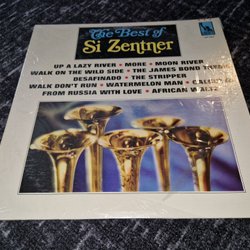 The Best of
Si Zentner
UP A LAZY RIVER • MORE • MOON RIVER
WALK ON THE WILD SIDE • THE JAMES BOND THEME
DESAFINADO • THE STRIPPER
WALK DON'T RUN • WATERMELON MAN •
FROM RUSSIA WITH LOVE • AFRICAN WALTZ